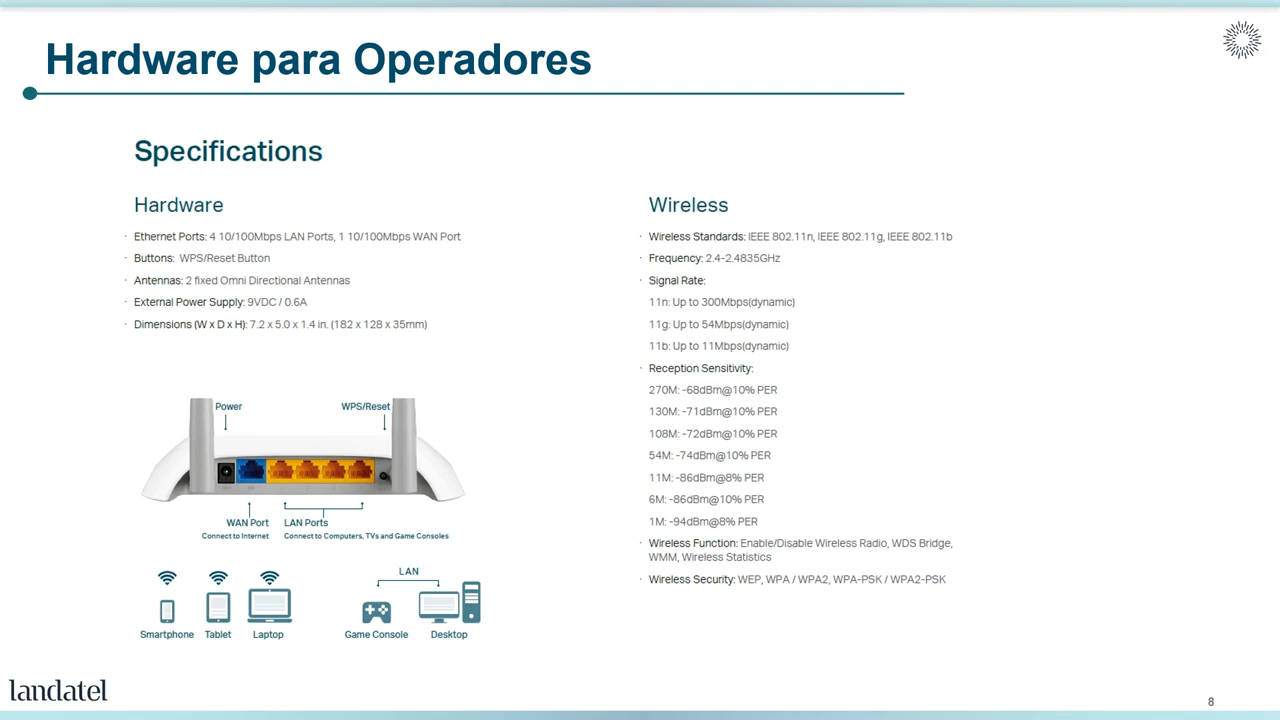 Hardware para Operadores
Specifications
Hardware
· Ethernet Ports: 4 10/100Mbps LAN Ports, 1 10/100Mbps WAN Port
· Buttons: WPS/Reset Button
· Antennas: 2 fixed Omni Directional Antennas
· External Power Supply: 9VDC / 0.6A
· Dimensions (W x D x H): 7.2 x 5.0 x 1.4 in. (182 x 128 x 35mm)
Power
WPS/Reset
WAN Port
Connect to Internet
LAN Ports
Connect to Computers, TVs and Game Consoles
LAN
Smartphone
Tablet
Laptop
Game Console
Desktop
Wireless
· Wireless Standards: IEEE 802.11n, IEEE 802.11g, IEEE 802.11b
· Frequency: 2.4-2.4835GHz
· Signal Rate:
11n: Up to 300Mbps(dynamic)
11g: Up to 54Mbps(dynamic)
11b: Up to 11Mbps(dynamic)
· Reception Sensitivity:
270M: -68dBm@10% PER
130M: -71dBm@10% PER
108M: -72dBm@10% PER
54M: -74dBm@10% PER
11M: -86dBm@8% PER
6M: -86dBm@10% PER
1M: -94dBm@8% PER
· Wireless Function: Enable/Disable Wireless Radio, WDS Bridge,
WMM, Wireless Statistics
· Wireless Security: WEP, WPA / WPA2, WPA-PSK / WPA2-PSK
landatel
8